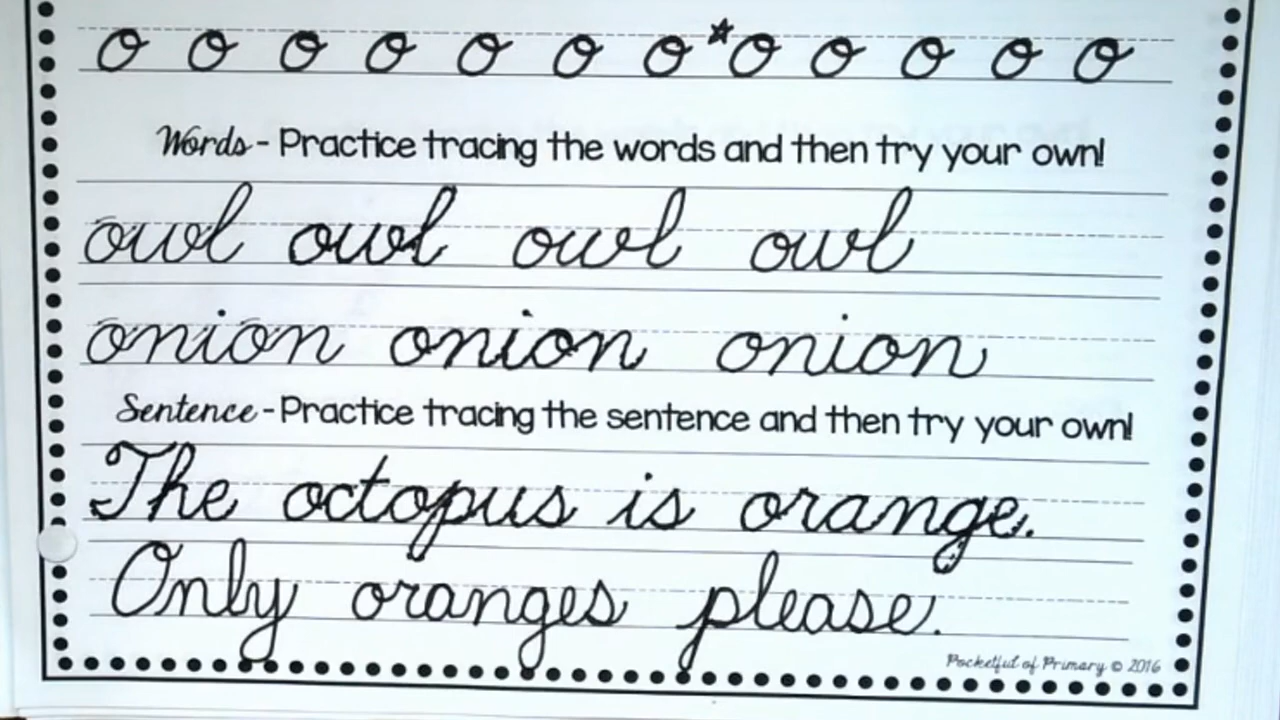 o o o o o o o o o o o o
Words - Practice tracing the words and then try your own!
owl owl owl owl
onion onion onion
Sentence - Practice tracing the sentence and then try your own!
The octopus is orange.
Only oranges please.
Pocketful of Primary © 2016